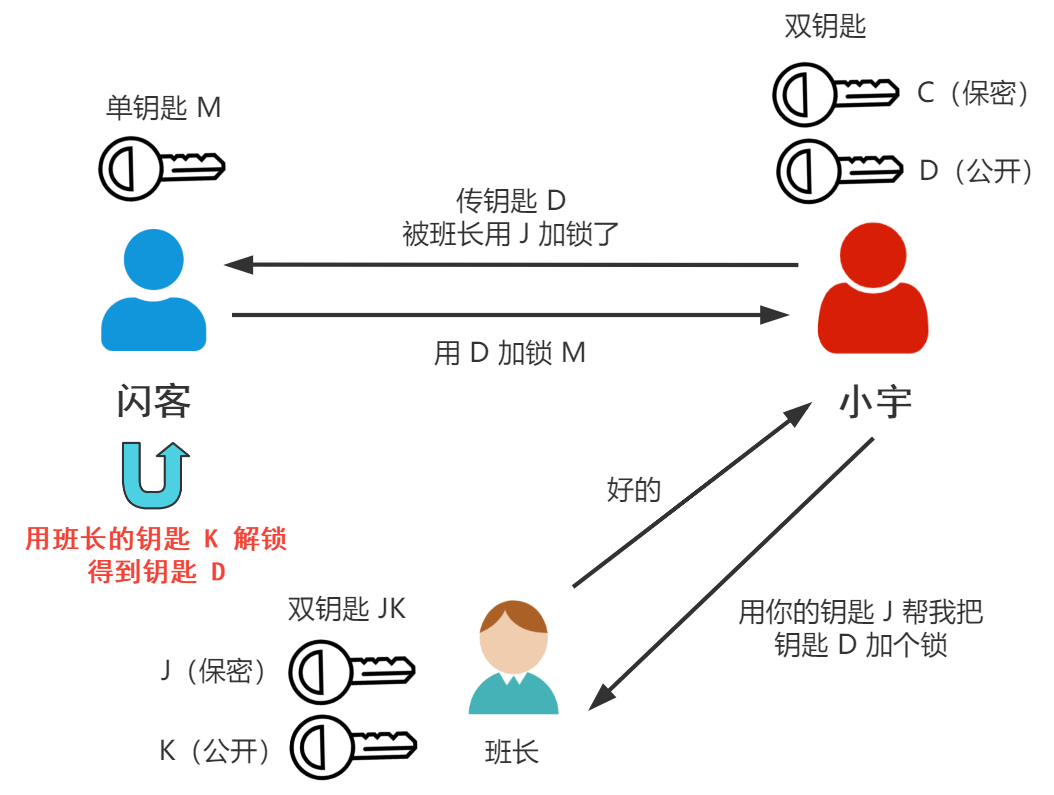 双钥匙
C（保密）
D（公开）
单钥匙 M
传钥匙 D
被班长用 J 加锁了
用 D 加锁 M
闪客
小宇
用班长的钥匙 K 解锁
得到钥匙 D
好的
用你的钥匙 J 帮我把
钥匙 D 加个锁
双钥匙 JK
J（保密）
K（公开）
班长